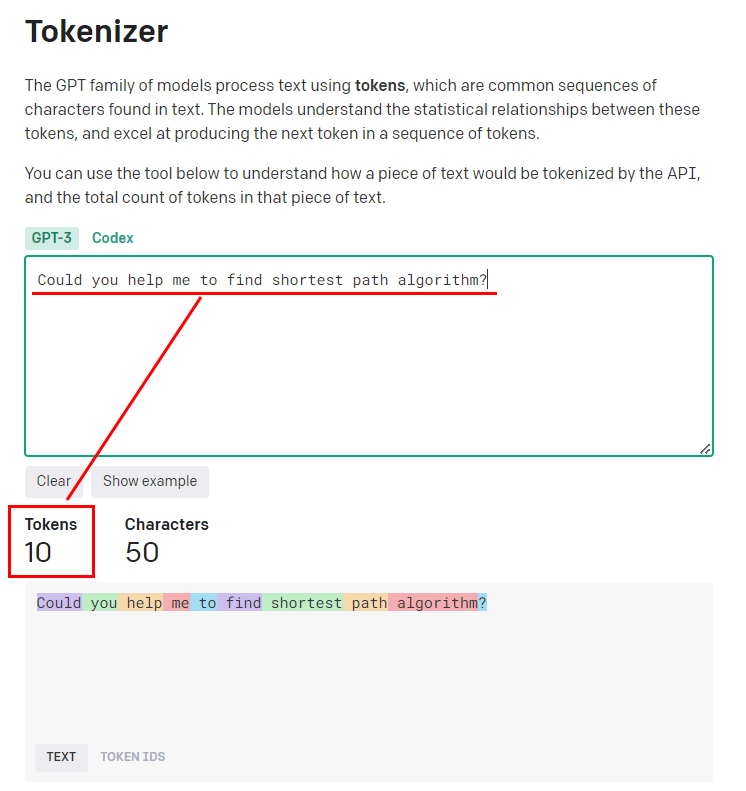 Tokenizer
The GPT family of models process text using tokens, which are common sequences of
characters found in text. The models understand the statistical relationships between these
tokens, and excel at producing the next token in a sequence of tokens.
You can use the tool below to understand how a piece of text would be tokenized by the API,
and the total count of tokens in that piece of text.
GPT-3 Codex
Could you help me to find shortest path algorithm?
Clear Show example
Tokens Characters
10 50
Could you help me to find shortest path algorithm?
TEXT TOKEN IDS